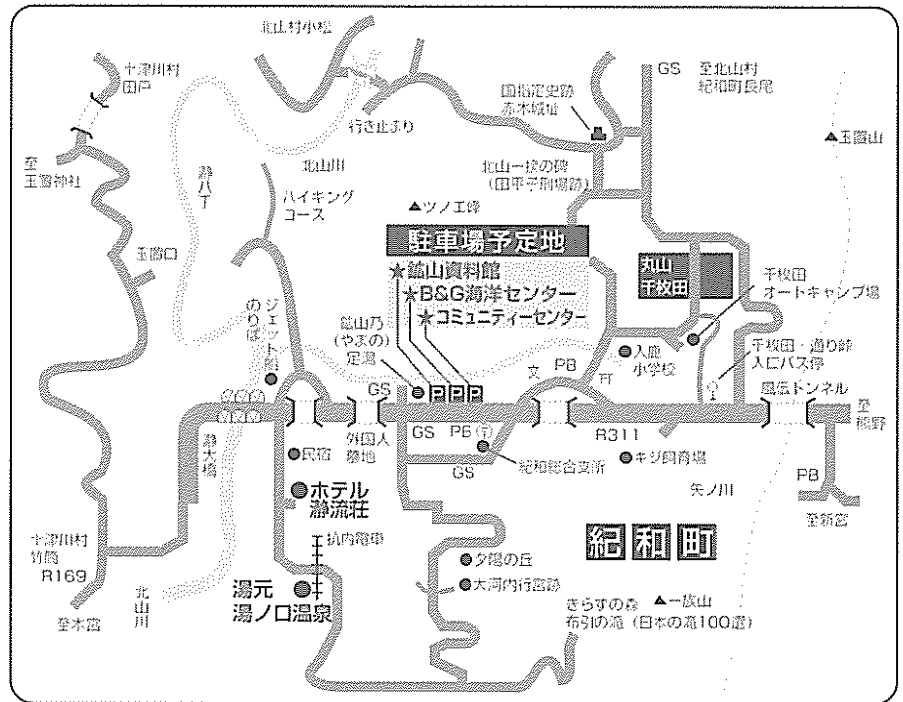 北山村小松
十津川村
田戸
GS
至北山村
紀和町長尾
国指定史跡
赤木城址
行き止まり
▲玉置山
至
玉置神社
瀞八丁
北山川
北山一揆の碑
(田平子刑場跡)
ハイキング
コース
▲ツノエ峰
駐車場予定地
丸山
千枚田
玉置口
★鉱山資料館
★B&G海洋センター
★コミュニティーセンター
千枚田
オートキャンプ場
ジェット船
のりば
鉱山乃
(やまの)
定湯
入鹿
小学校
千枚田・通り峠
入口バス停
GS
P P P
文
PB
〒
風伝トンネル
至
熊野
瀞大橋
外国人
墓地
GS
PB
R311
民宿
GS
紀和総合支所
キジ飼育場
PB
ホテル
瀞流荘
矢ノ川
至新宮
十津川村
竹筒
R169
坑内電車
紀和町
夕陽の丘
北山川
湯元
湯ノ口温泉
大河内行宮跡
至本宮
きらずの森
▲一族山
布引の滝(日本の滝100選)